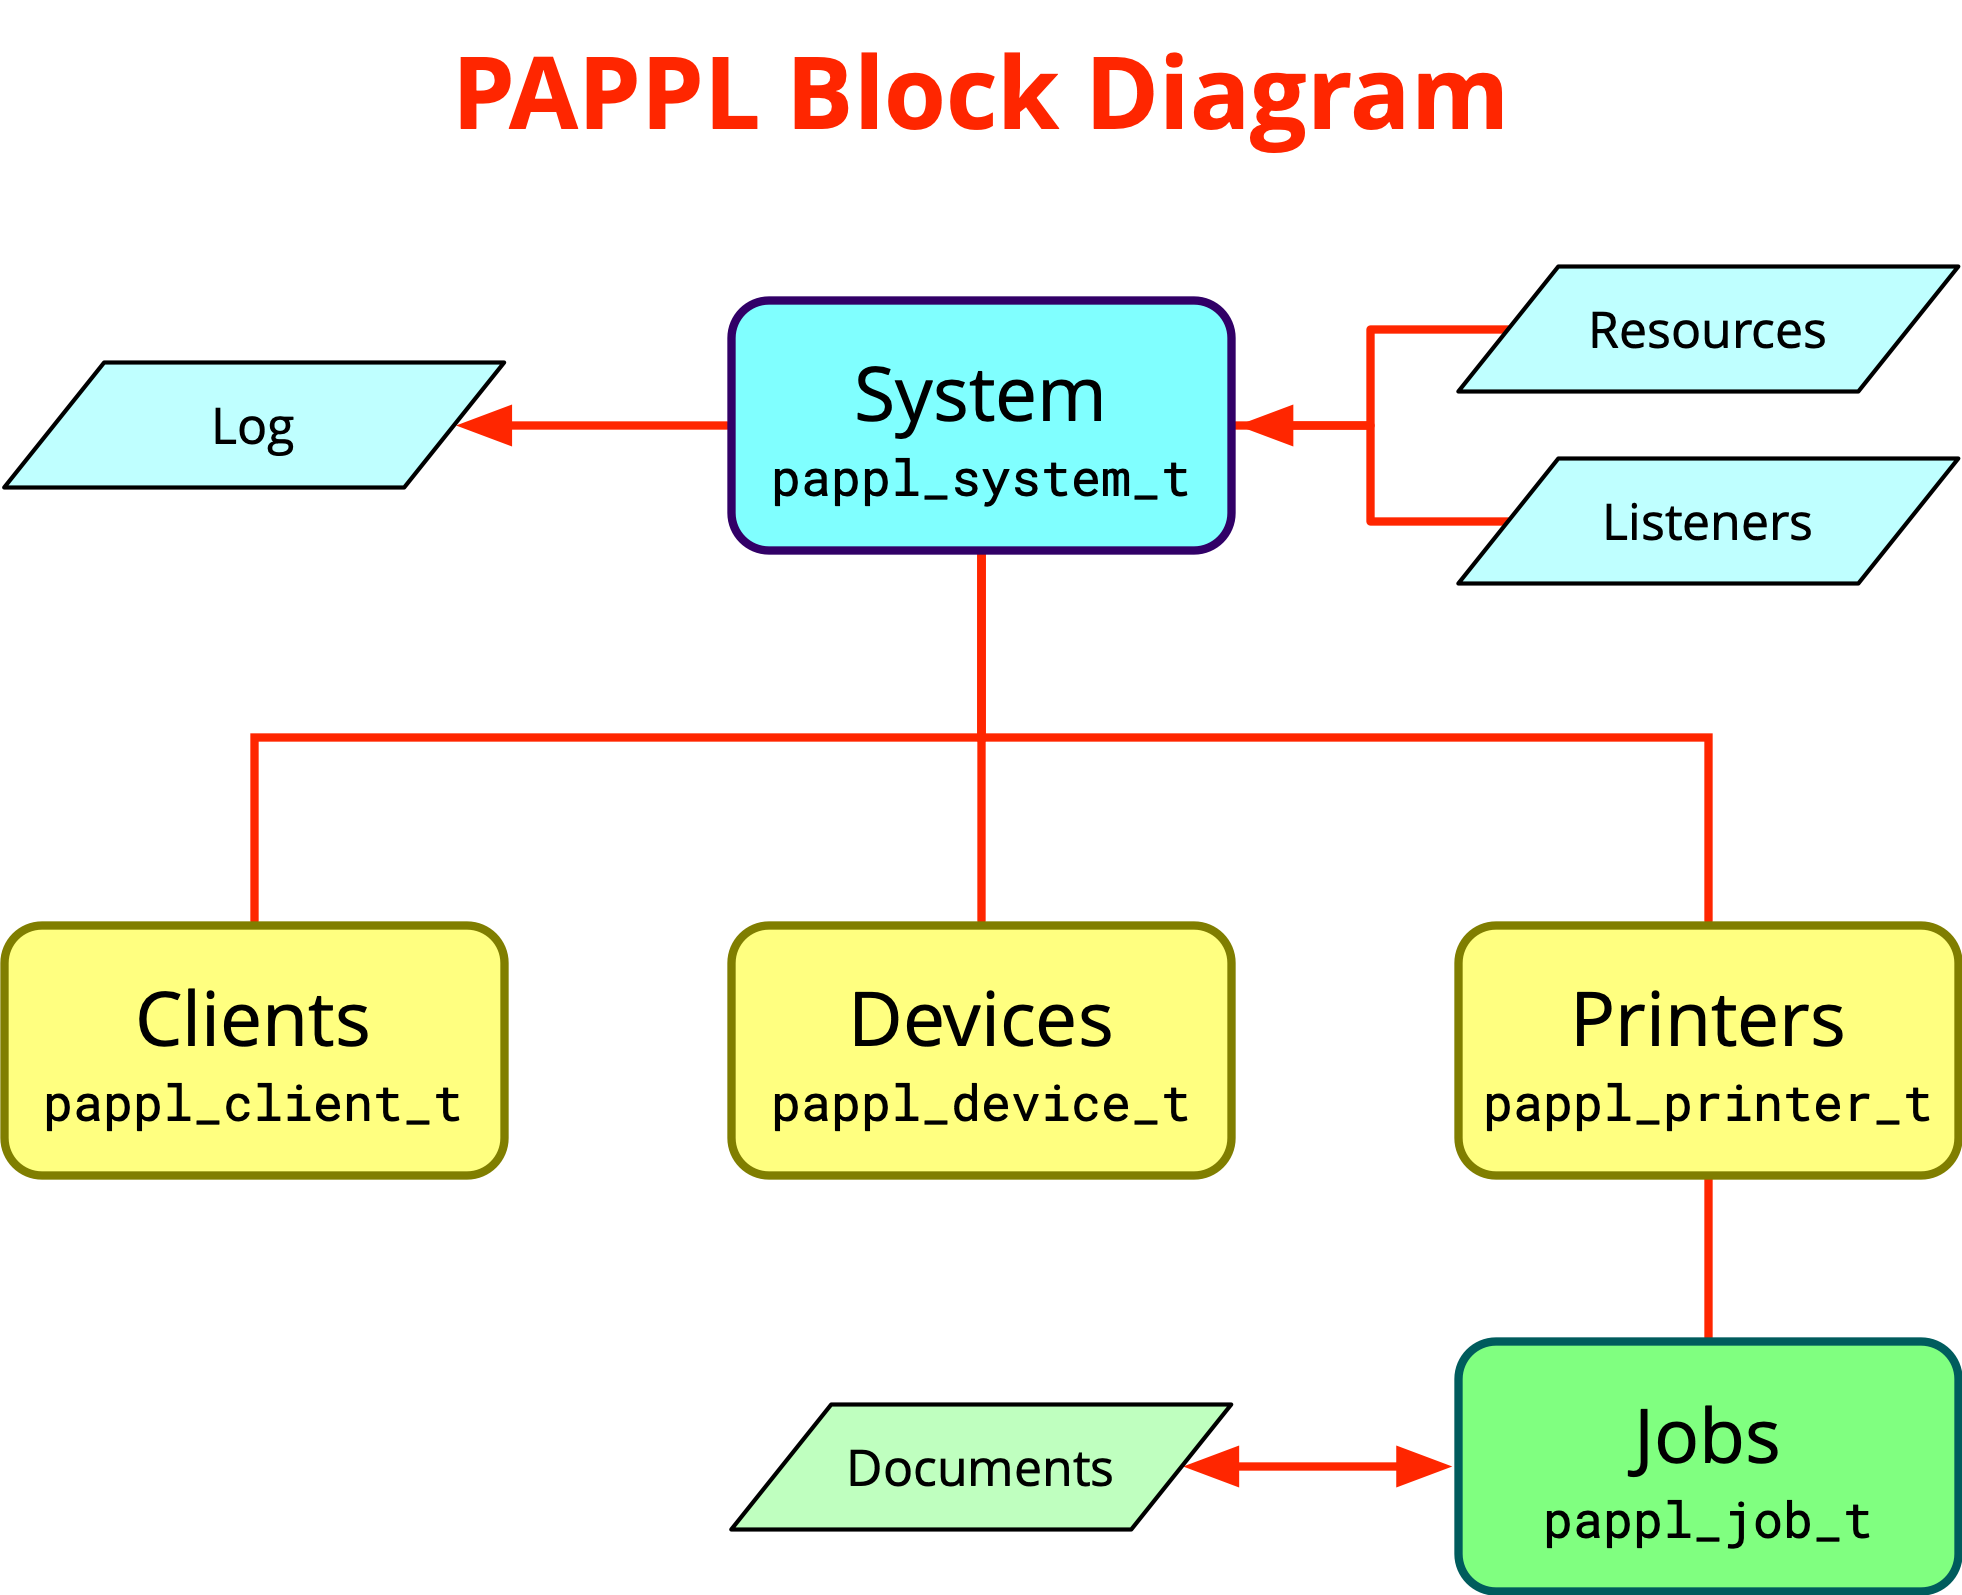 PAPPL Block Diagram
Resources
System
pappl_system_t
Log
Listeners
Clients
pappl_client_t
Devices
pappl_device_t
Printers
pappl_printer_t
Documents
Jobs
pappl_job_t